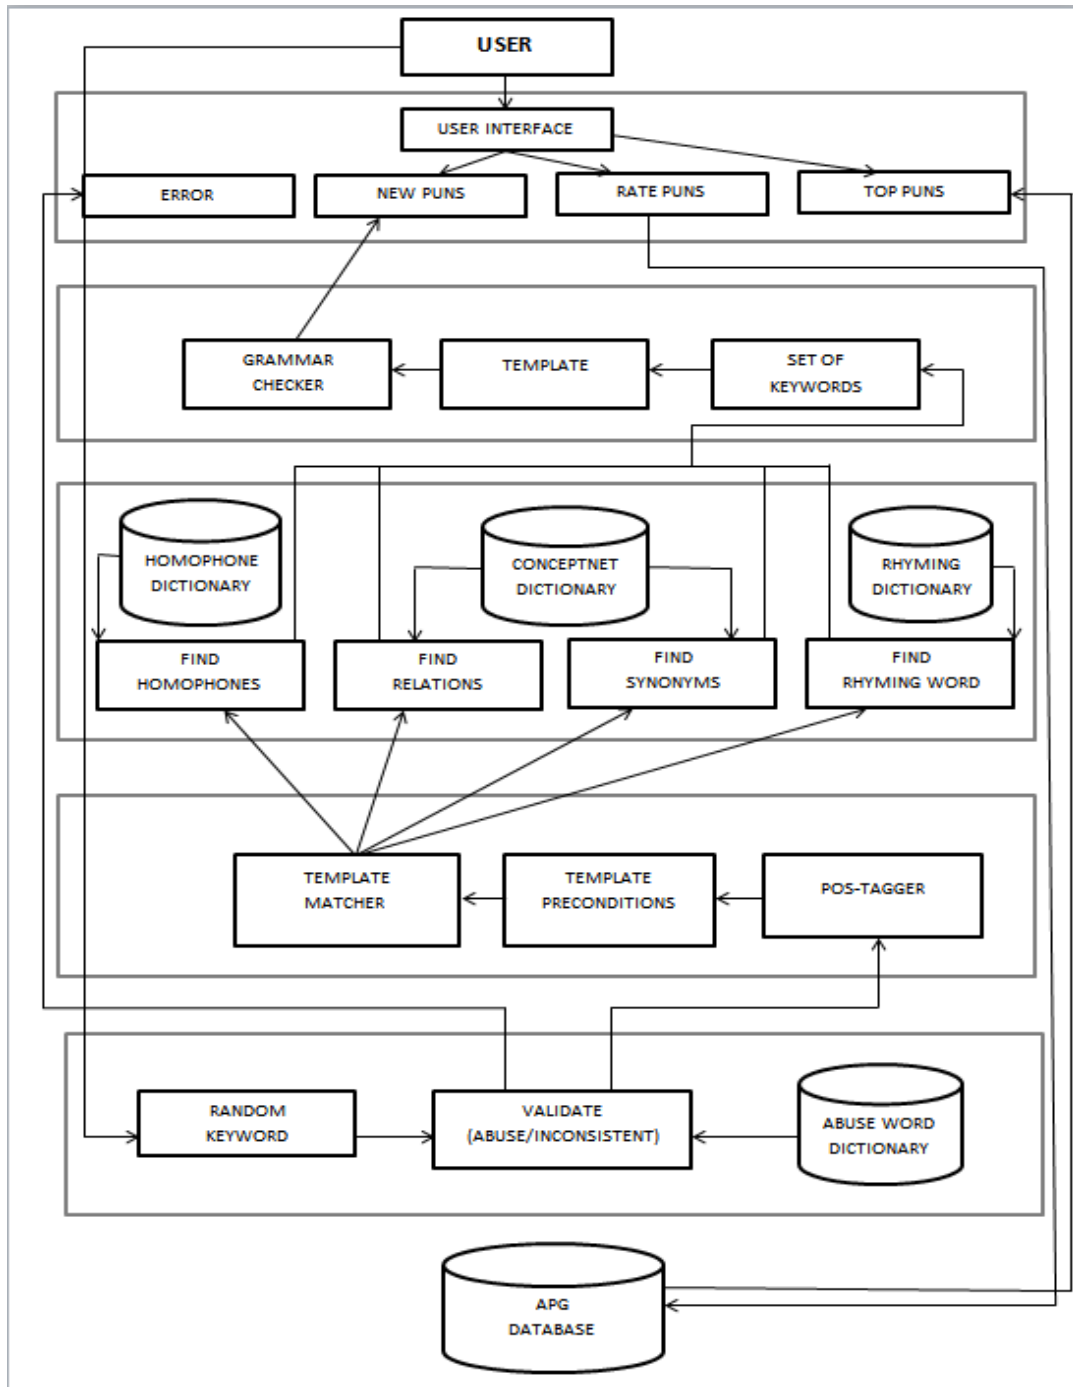 USER
USER INTERFACE
ERROR
NEW PUNS
RATE PUNS
TOP PUNS
GRAMMAR
CHECKER
TEMPLATE
SET OF
KEYWORDS
HOMOPHONE
DICTIONARY
CONCEPTNET
DICTIONARY
RHYMING
DICTIONARY
FIND
HOMOPHONES
FIND
RELATIONS
FIND
SYNONYMS
FIND
RHYMING WORD
TEMPLATE
MATCHER
TEMPLATE
PRECONDITIONS
POS-TAGGER
RANDOM
KEYWORD
VALIDATE
(ABUSE/INCONSISTENT)
ABUSE WORD
DICTIONARY
APG
DATABASE